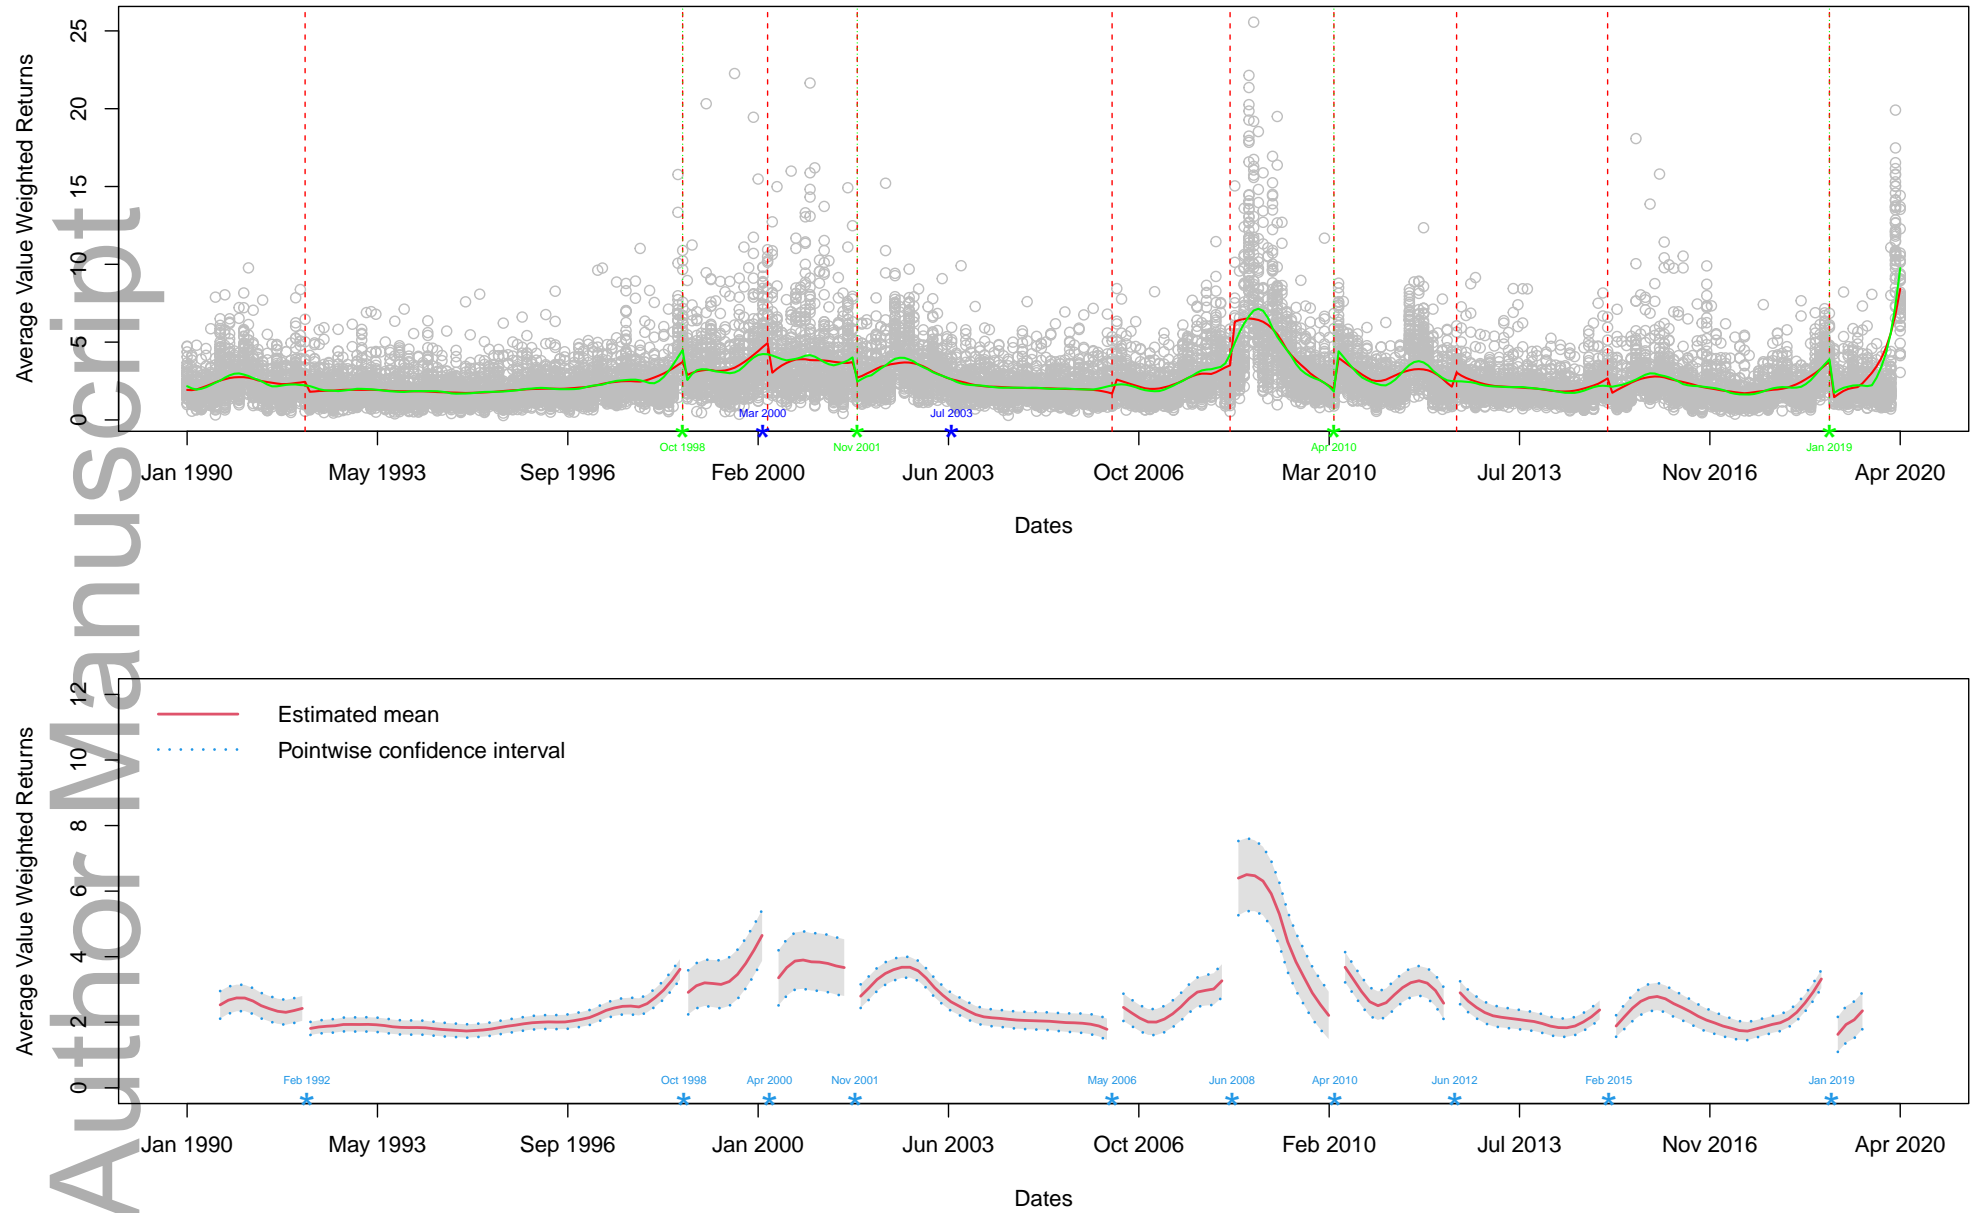 Average Value Weighted Returns
25
20
15
10
5
0
Mar 2000
Jul 2003
Oct 1998
Nov 2001
Apr 2010
Jan 2019
Jan 1990
May 1993
Sep 1996
Feb 2000
Jun 2003
Oct 2006
Mar 2010
Jul 2013
Nov 2016
Apr 2020
Dates
Average Value Weighted Returns
12
10
8
6
4
2
0
Estimated mean
Pointwise confidence interval
Feb 1992
Oct 1998
Apr 2000
Nov 2001
May 2006
Jun 2008
Apr 2010
Jun 2012
Feb 2015
Jan 2019
Jan 1990
May 1993
Sep 1996
Jan 2000
Jun 2003
Oct 2006
Feb 2010
Jul 2013
Nov 2016
Apr 2020
Dates
Author Manuscript